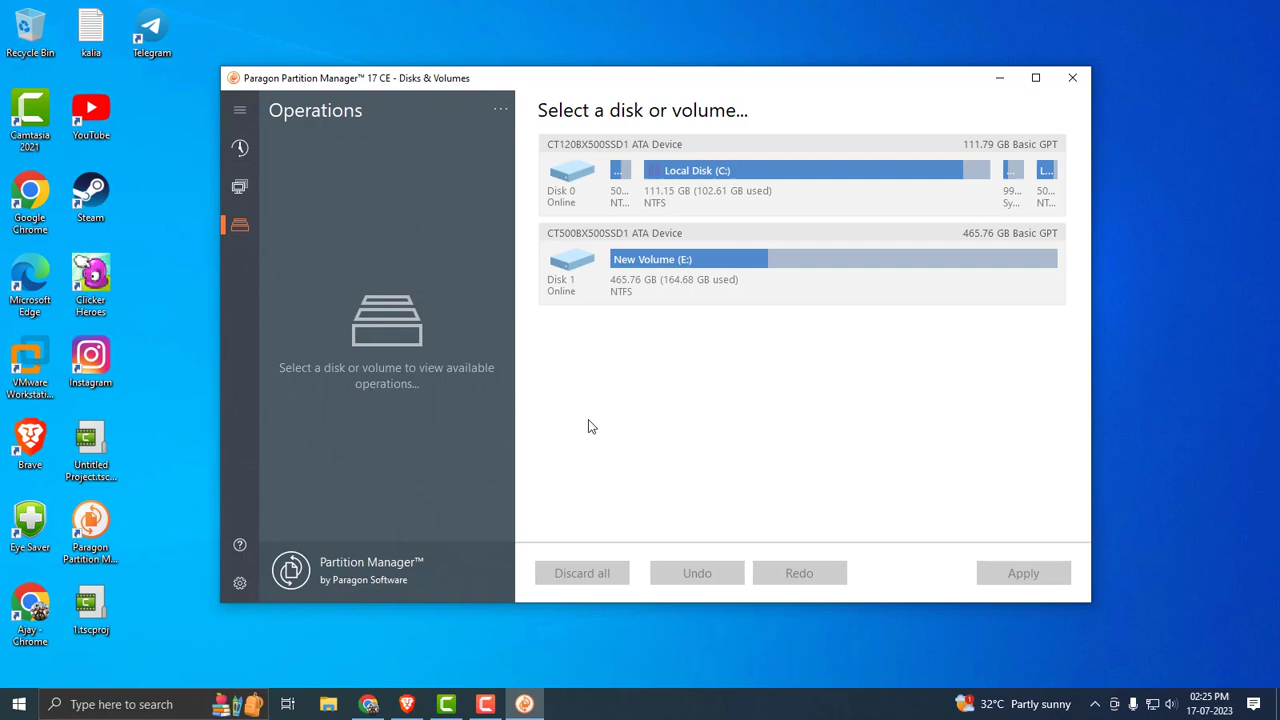 Recycle Bin
kalia
Telegram
Camtasia
2021
YouTube
Google
Chrome
Steam
Microsoft
Edge
Clicker
Heroes
VMware
Workstati...
Instagram
Brave
Untitled
Project.tsc...
Eye Saver
Paragon
Partition M...
Ajay -
Chrome
1.tscproj
Paragon Partition Manager™ 17 CE - Disks & Volumes
Operations
...
Select a disk or volume to view available
operations...
Partition Manager™
by Paragon Software
Select a disk or volume...
CT120BX500SSD1 ATA Device
111.79 GB Basic GPT
Disk 0
Online
...
50...
NT...
Local Disk (C:)
111.15 GB (102.61 GB used)
NTFS
...
99...
Sy...
L...
50...
NT...
CT500BX500SSD1 ATA Device
465.76 GB Basic GPT
Disk 1
Online
New Volume (E:)
465.76 GB (164.68 GB used)
NTFS
Discard all
Undo
Redo
Apply
Type here to search
32°C Partly sunny
02:25 PM
17-07-2023